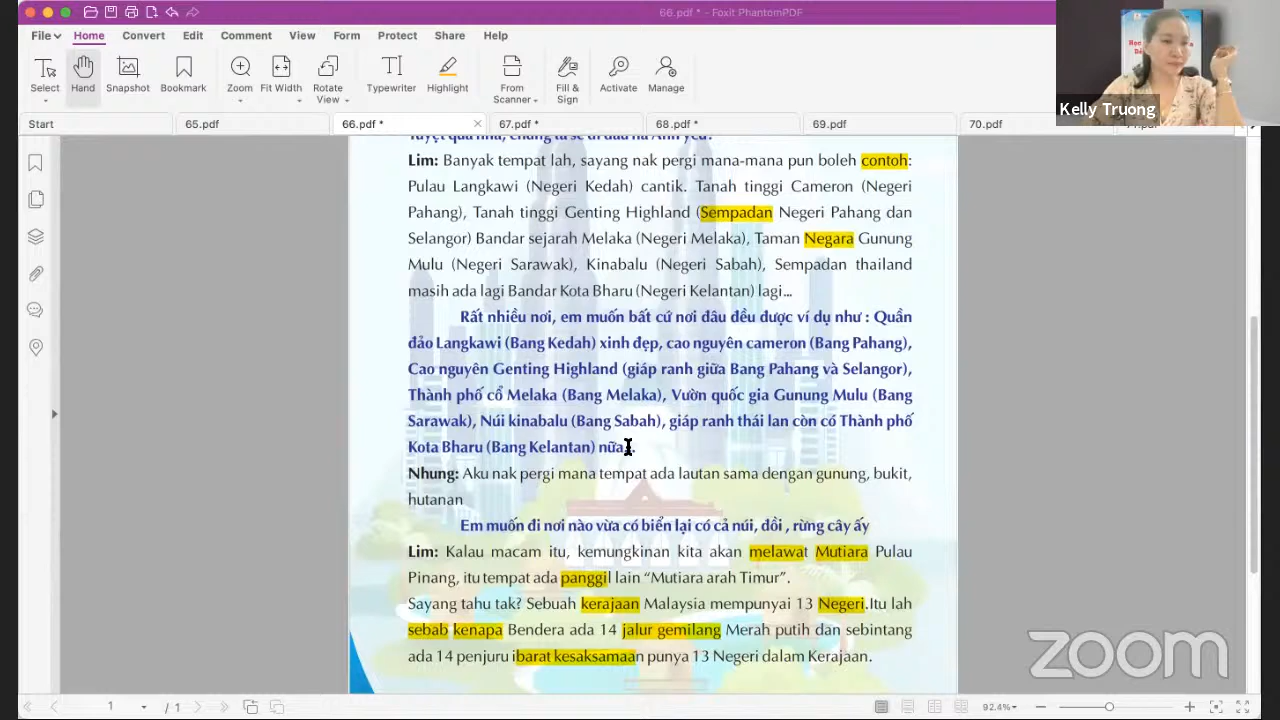 66.pdf * - Foxit PhantomPDF
File Home Convert Edit Comment View Form Protect Share Help
Select Hand Snapshot Bookmark Zoom Fit Width Rotate View Typewriter Highlight From Scanner Fill & Sign Activate Manage
Kelly Truong
Start 65.pdf 66.pdf * 67.pdf * 68.pdf * 69.pdf 70.pdf
Lim: Banyak tempat lah, sayang nak pergi mana-mana pun boleh contoh:
Pulau Langkawi (Negeri Kedah) cantik. Tanah tinggi Cameron (Negeri
Pahang), Tanah tinggi Genting Highland (Sempadan Negeri Pahang dan
Selangor) Bandar sejarah Melaka (Negeri Melaka), Taman Negara Gunung
Mulu (Negeri Sarawak), Kinabalu (Negeri Sabah), Sempadan thailand
masih ada lagi Bandar Kota Bharu (Negeri Kelantan) lagi...
Rất nhiều nơi, em muốn bất cứ nơi đâu đều được ví dụ như : Quần
đảo Langkawi (Bang Kedah) xinh đẹp, cao nguyên cameron (Bang Pahang),
Cao nguyên Genting Highland (giáp ranh giữa Bang Pahang và Selangor),
Thành phố cổ Melaka (Bang Melaka), Vườn quốc gia Gunung Mulu (Bang
Sarawak), Núi kinabalu (Bang Sabah), giáp ranh thái lan còn có Thành phố
Kota Bharu (Bang Kelantan) nữa..
Nhung: Aku nak pergi mana tempat ada lautan sama dengan gunung, bukit,
hutanan
Em muốn đi nơi nào vừa có biển lại có cả núi, đồi , rừng cây ấy
Lim: Kalau macam itu, kemungkinan kita akan melawat Mutiara Pulau
Pinang, itu tempat ada panggil lain “Mutiara arah Timur”.
Sayang tahu tak? Sebuah kerajaan Malaysia mempunyai 13 Negeri.Itu lah
sebab kenapa Bendera ada 14 jalur gemilang Merah putih dan sebintang
ada 14 penjuru ibarat kesaksamaan punya 13 Negeri dalam Kerajaan.
zoom
1 / 1 92.4%